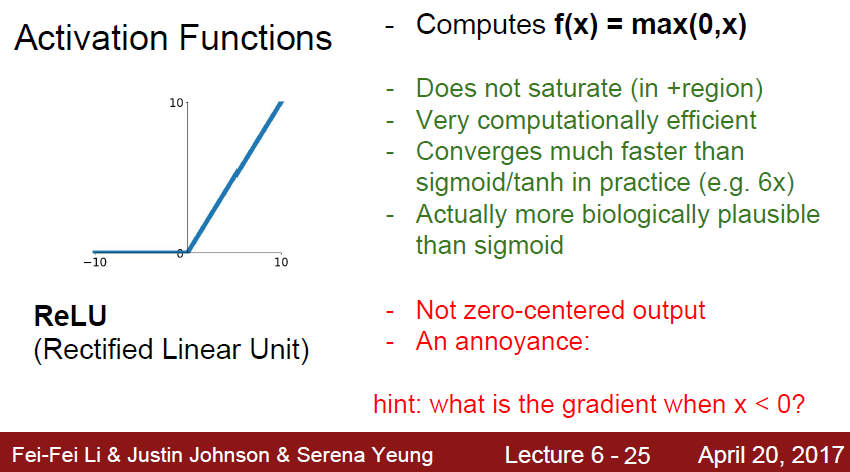 Activation Functions
- Computes f(x) = max(0,x)
- Does not saturate (in +region)
- Very computationally efficient
- Converges much faster than
sigmoid/tanh in practice (e.g. 6x)
- Actually more biologically plausible
than sigmoid
10
0
−10
10
ReLU
(Rectified Linear Unit)
- Not zero-centered output
- An annoyance:
hint: what is the gradient when x < 0?
Fei-Fei Li & Justin Johnson & Serena Yeung
Lecture 6 - 25
April 20, 2017